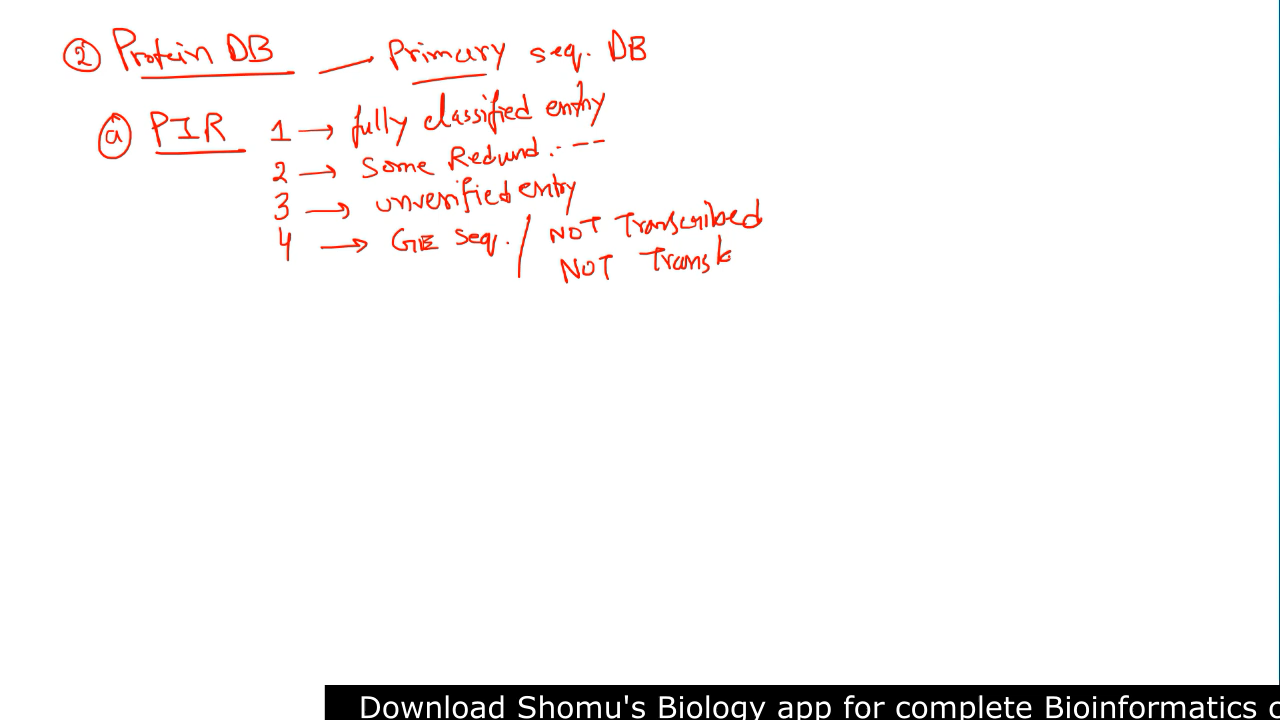 ② Protein DB → Primary seq. DB
ⓐ PIR 1 → fully classified entry
2 → Some Redund. - - -
3 → unverified entry
4 → GE seq. / NOT Transcribed
NOT Transl
Download Shomu's Biology app for complete Bioinformatics c